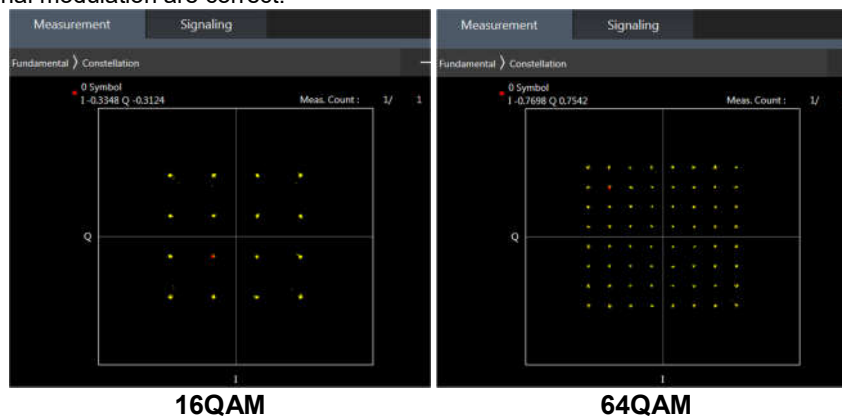 nal modulation are correct.
Measurement Signaling
Fundamental 〉 Constellation
0 Symbol
I -0.3348 Q -0.3124 Meas. Count : 1/ 1
Q
I
16QAM
Measurement Signaling
Fundamental 〉 Constellation
0 Symbol
I -0.7698 Q 0.7542 Meas. Count : 1/
Q
I
64QAM